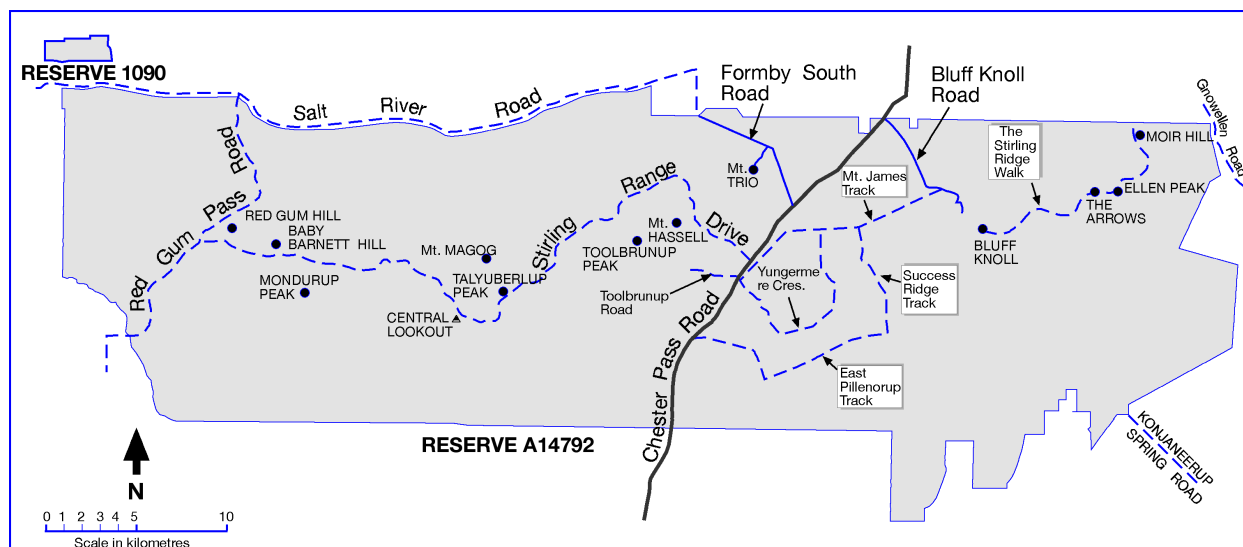 RESERVE 1090
Salt River Road
Formby South
Road
Bluff Knoll
Road
Gnowellen Road
The
Stirling
Ridge
Walk
MOIR HILL
Red Gum Pass Road
Mt.
TRIO
Mt. James
Track
ELLEN PEAK
THE
ARROWS
RED GUM HILL
BABY
BARNETT HILL
Stirling Range Drive
Mt.
HASSELL
TOOLBRUNUP
PEAK
BLUFF
KNOLL
Mt. MAGOG
MONDURUP
PEAK
TALYUBERLUP
PEAK
Yungerme
re Cres.
Success
Ridge
Track
Toolbrunup
Road
CENTRAL
LOOKOUT
Chester Pass Road
East
Pillenorup
Track
RESERVE A14792
KONJANEERUP
SPRING ROAD
N
0 1 2 3 4 5 10
Scale in kilometres